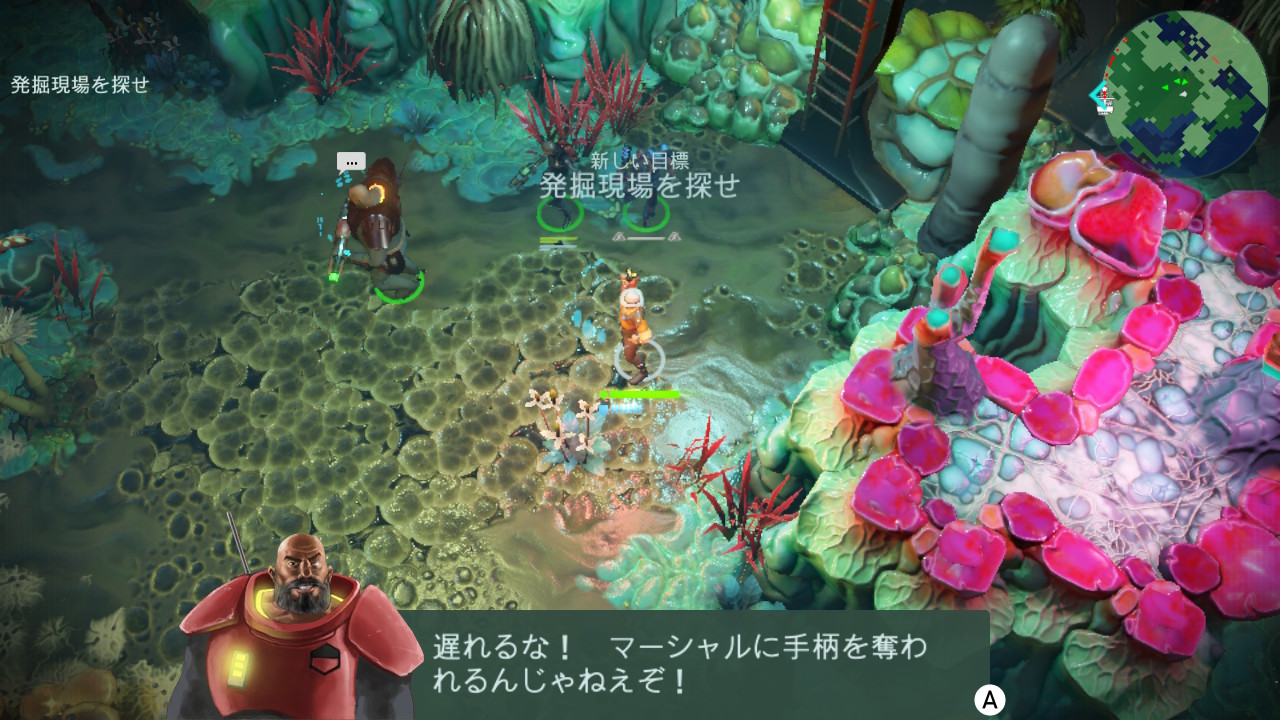 発掘現場を探せ
...
新しい目標
発掘現場を探せ
遅れるな！　マーシャルに手柄を奪わ
れるんじゃねえぞ！
A